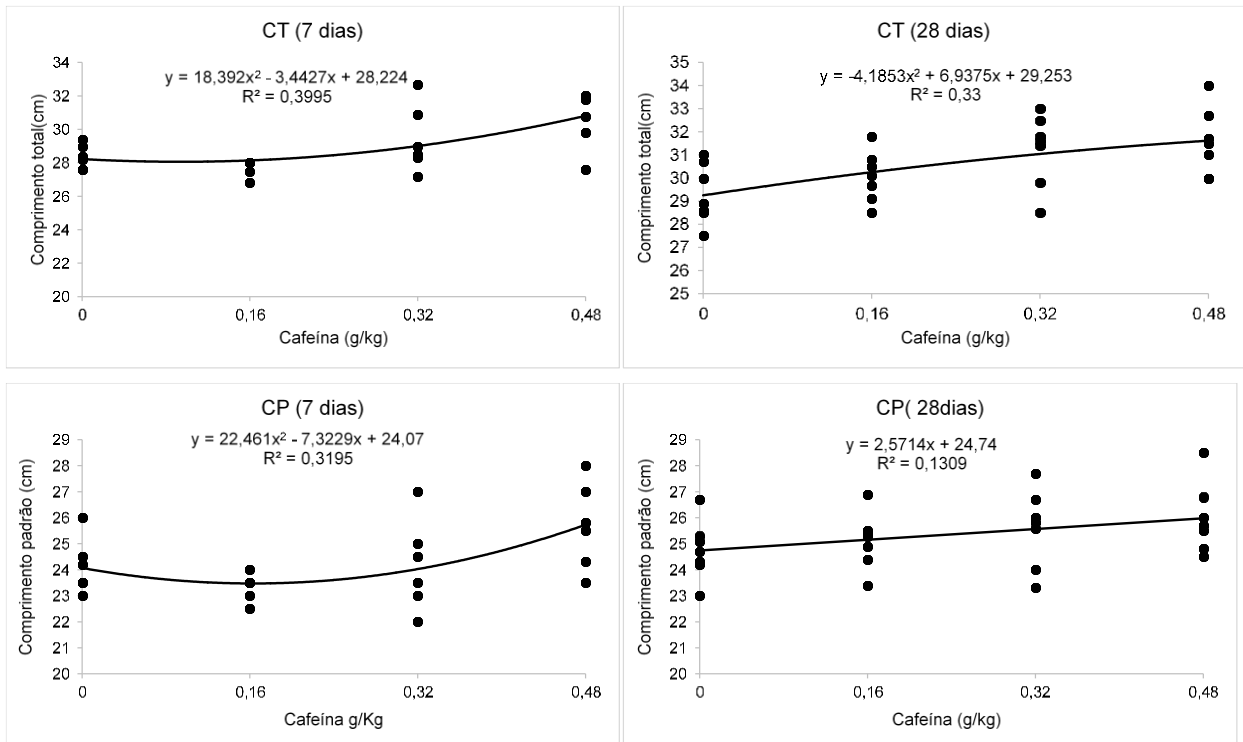 CT (7 dias)
y = 18,392x² - 3,4427x + 28,224
R² = 0,3995
Comprimento total(cm)
34
32
30
28
26
24
22
20
0
0,16
0,32
0,48
Cafeína (g/kg)
CT (28 dias)
y = -4,1853x² + 6,9375x + 29,253
R² = 0,33
Comprimento total(cm)
35
34
33
32
31
30
29
28
27
26
25
0
0,16
0,32
0,48
Cafeína (g/kg)
CP (7 dias)
y = 22,461x² - 7,3229x + 24,07
R² = 0,3195
Comprimento padrão (cm)
29
28
27
26
25
24
23
22
21
20
0
0,16
0,32
0,48
Cafeína g/Kg
CP( 28dias)
y = 2,5714x + 24,74
R² = 0,1309
Comprimento padrão (cm)
29
28
27
26
25
24
23
22
21
20
0
0,16
0,32
0,48
Cafeína (g/kg)